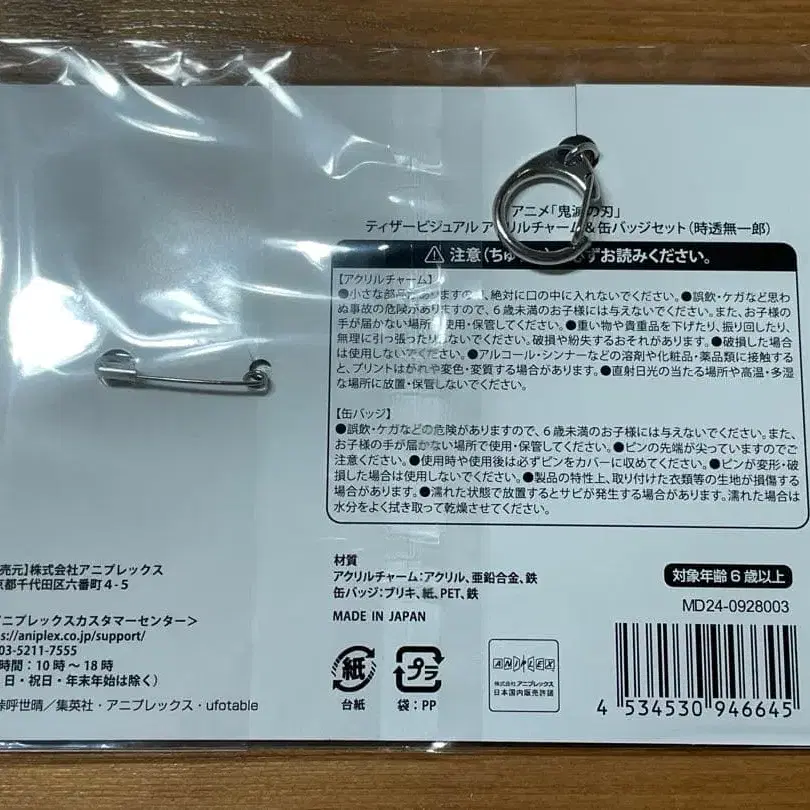 アニメ「鬼滅の刃」
ティザービジュアル アクリルチャーム&缶バッジセット(時透無一郎)
注意(ちゅ ずお読みください。
【アクリルチャーム】
●小さな部品がありますので、絶対に口の中に入れないでください。●誤飲・ケガなど思わ
ぬ事故の危険がありますので、6歳未満のお子様には与えないでください。また、お子様の
手が届かない場所で使用・保管してください。●重い物や貴重品を下げたり、振り回したり、
無理に引っ張ったりしないでください。破損や紛失するおそれがあります。●破損した場合
は使用しないでください。●アルコール・シンナーなどの溶剤や化粧品・薬品類に接触する
と、プリントはがれや変色・変質する場合があります。●直射日光の当たる場所や高温・多湿
な場所に放置・保管しないでください。
【缶バッジ】
●誤飲・ケガなどの危険がありますので、6歳未満のお子様には与えないでください。また、
お子様の手が届かない場所で使用・保管してください。●ピンの先端が尖っていますのでご
注意ください。●使用時や使用後は必ずピンをカバーに収めてください。●ピンが変形・破
損した場合は使用しないでください。●製品の特性上、取り付けた衣類等の生地が損傷する
場合があります。●濡れた状態で放置するとサビが発生する場合があります。濡れた場合は
水分をよく拭き取って乾燥させてください。
売元】株式会社アニプレックス
京都千代田区六番町4-5
ニプレックスカスタマーセンター>
s://aniplex.co.jp/support/
03-5211-7555
時間:10時~18時
日・祝日・年末年始は除く)
峠呼世晴/集英社・アニプレックス・ufotable
材質
アクリルチャーム:アクリル、亜鉛合金、鉄
缶バッジ:ブリキ、紙、PET、鉄
MADE IN JAPAN
紙
台紙
プラ
袋:PP
ANIPLEX
株式会社アニプレックス
日本国内販売許諾
対象年齢6歳以上
MD24-0928003
4 534530 946645